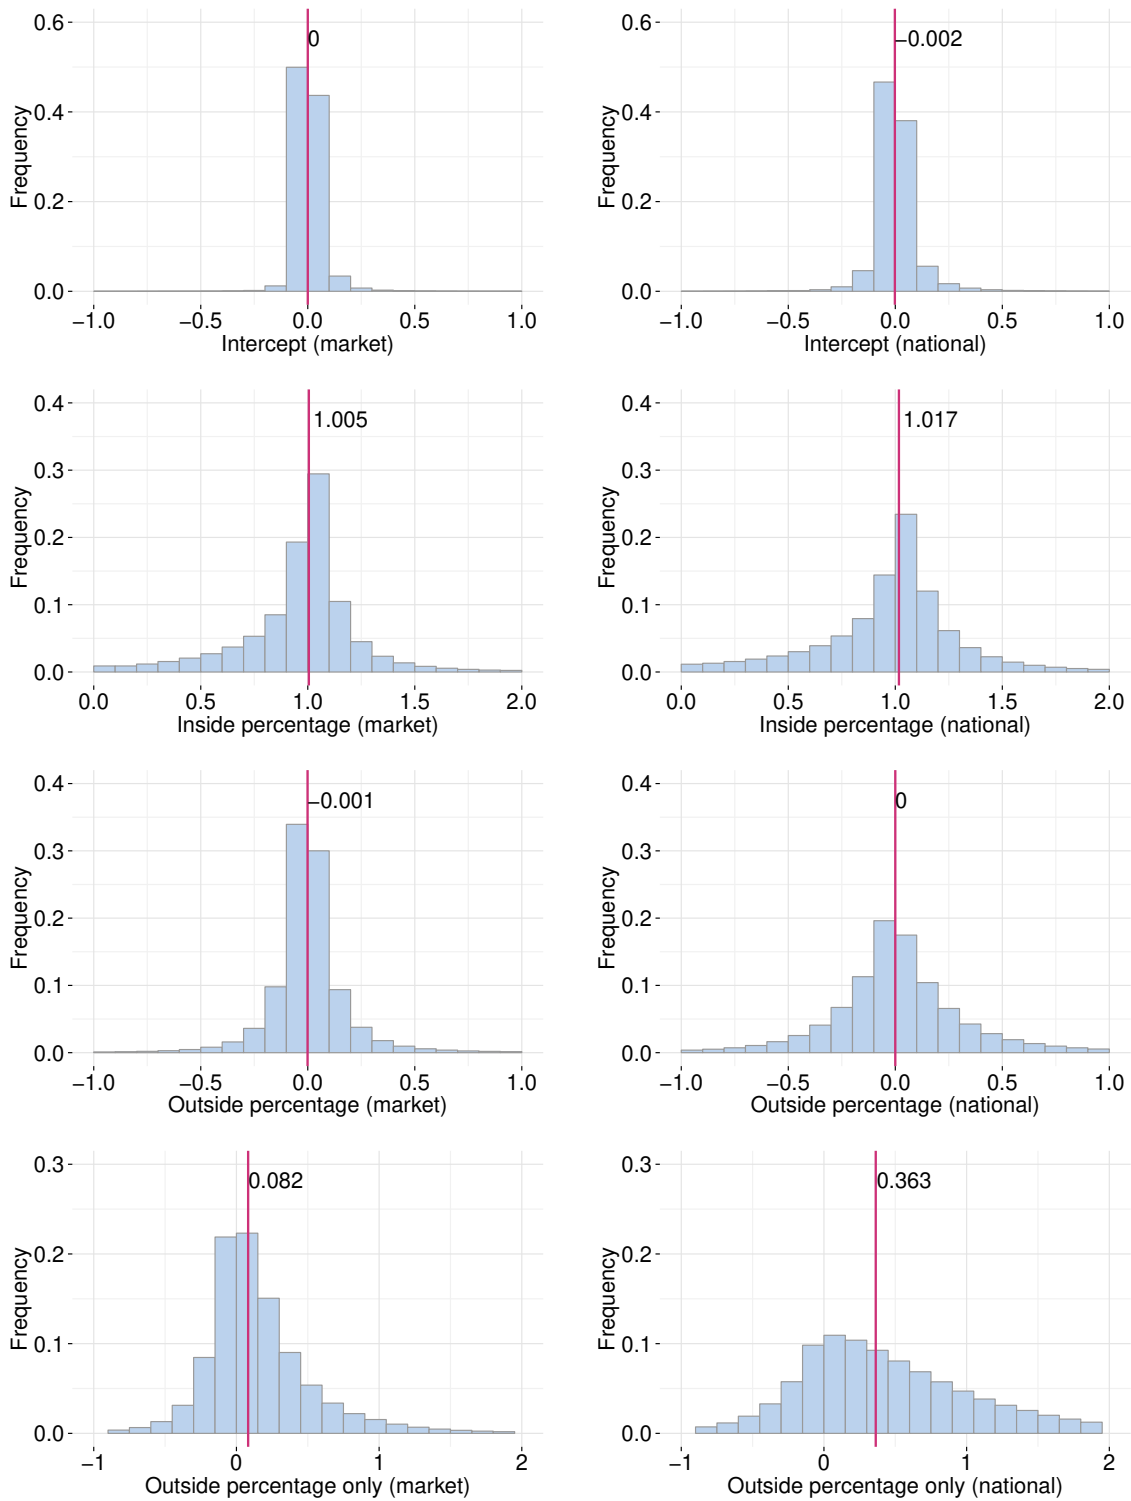 0.6
0
Frequency
0.4
0.2
0.0
−1.0 −0.5 0.0 0.5 1.0
Intercept (market)
0.6
−0.002
Frequency
0.4
0.2
0.0
−1.0 −0.5 0.0 0.5 1.0
Intercept (national)
0.4
1.005
Frequency
0.3
0.2
0.1
0.0
0.0 0.5 1.0 1.5 2.0
Inside percentage (market)
0.4
1.017
Frequency
0.3
0.2
0.1
0.0
0.0 0.5 1.0 1.5 2.0
Inside percentage (national)
0.4
−0.001
Frequency
0.3
0.2
0.1
0.0
−1.0 −0.5 0.0 0.5 1.0
Outside percentage (market)
0.4
0
Frequency
0.3
0.2
0.1
0.0
−1.0 −0.5 0.0 0.5 1.0
Outside percentage (national)
0.3
0.082
Frequency
0.2
0.1
0.0
−1 0 1 2
Outside percentage only (market)
0.3
0.363
Frequency
0.2
0.1
0.0
−1 0 1 2
Outside percentage only (national)